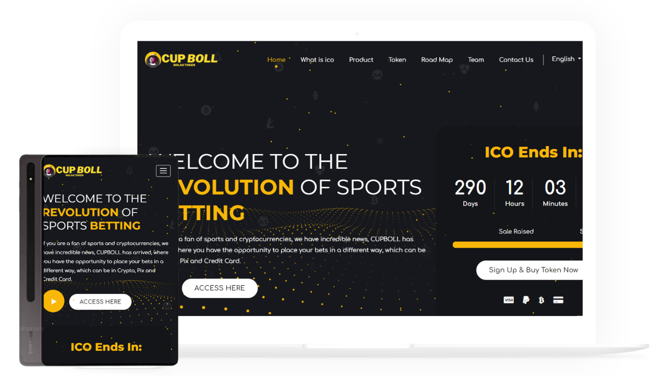 CUP BOLL
SOLAR TOKEN
Home
What is ico
Product
Token
Road Map
Team
Contact Us
English
WELCOME TO THE
VOLUTION OF SPORTS
TTING
a fan of sports and cryptocurrencies, we have incredible news, CUPBOLL has
here you have the opportunity to place your bets in a different way, which can be
Pix and Credit Card.
ACCESS HERE
ICO Ends In:
290 12 03
Days Hours Minutes
Sale Raised
Sign Up & Buy Token Now
VISA
CUP BOLL
WELCOME TO THE
REVOLUTION OF
SPORTS BETTING
If you are a fan of sports and cryptocurrencies, we
have incredible news, CUPBOLL has arrived, where
you have the opportunity to place your bets in a
different way, which can be in Crypto, Pix and
Credit Card.
ACCESS HERE
ICO Ends In: